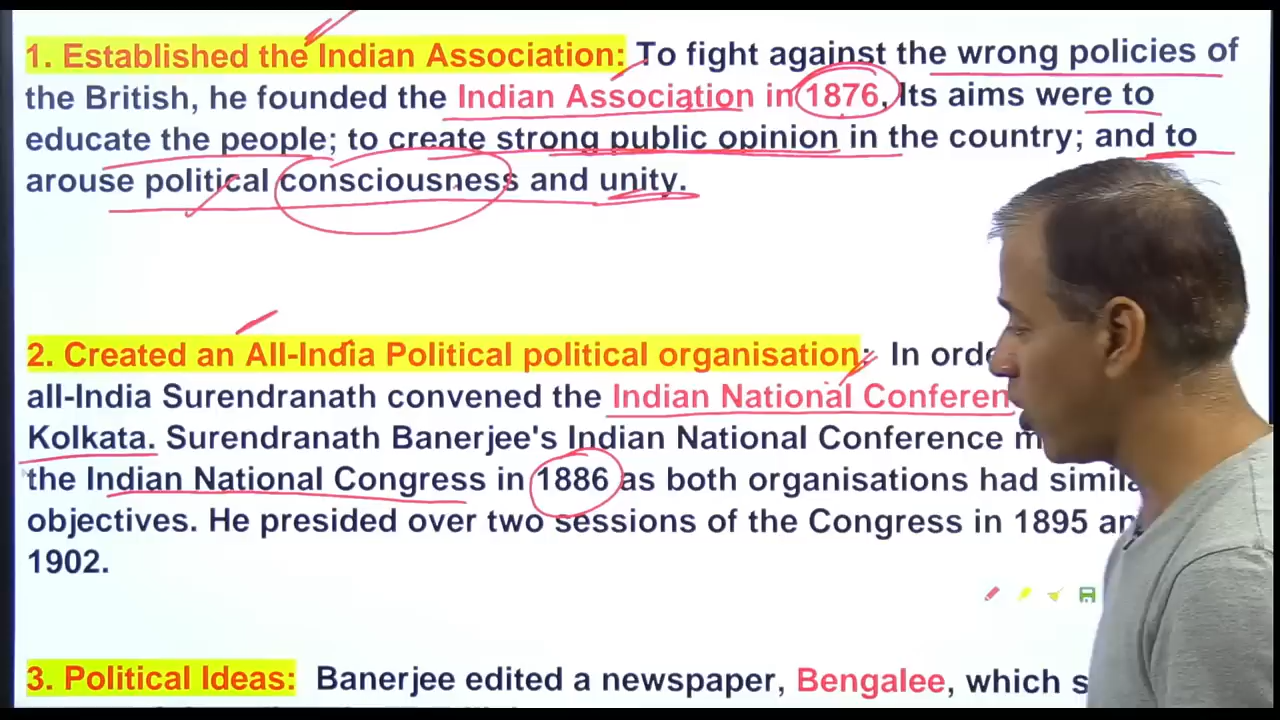 1. Established the Indian Association: To fight against the wrong policies of
the British, he founded the Indian Association in 1876, Its aims were to
educate the people; to create strong public opinion in the country; and to
arouse political consciousness and unity.
2. Created an All-India Political political organisation: In
all-India Surendranath convened the Indian National
Kolkata. Surendranath Banerjee's Indian National Conference
the Indian National Congress in 1886 as both organisations had
objectives. He presided over two sessions of the Congress in 1895
1902.
3. Political Ideas: Banerjee edited a newspaper, Bengalee, which